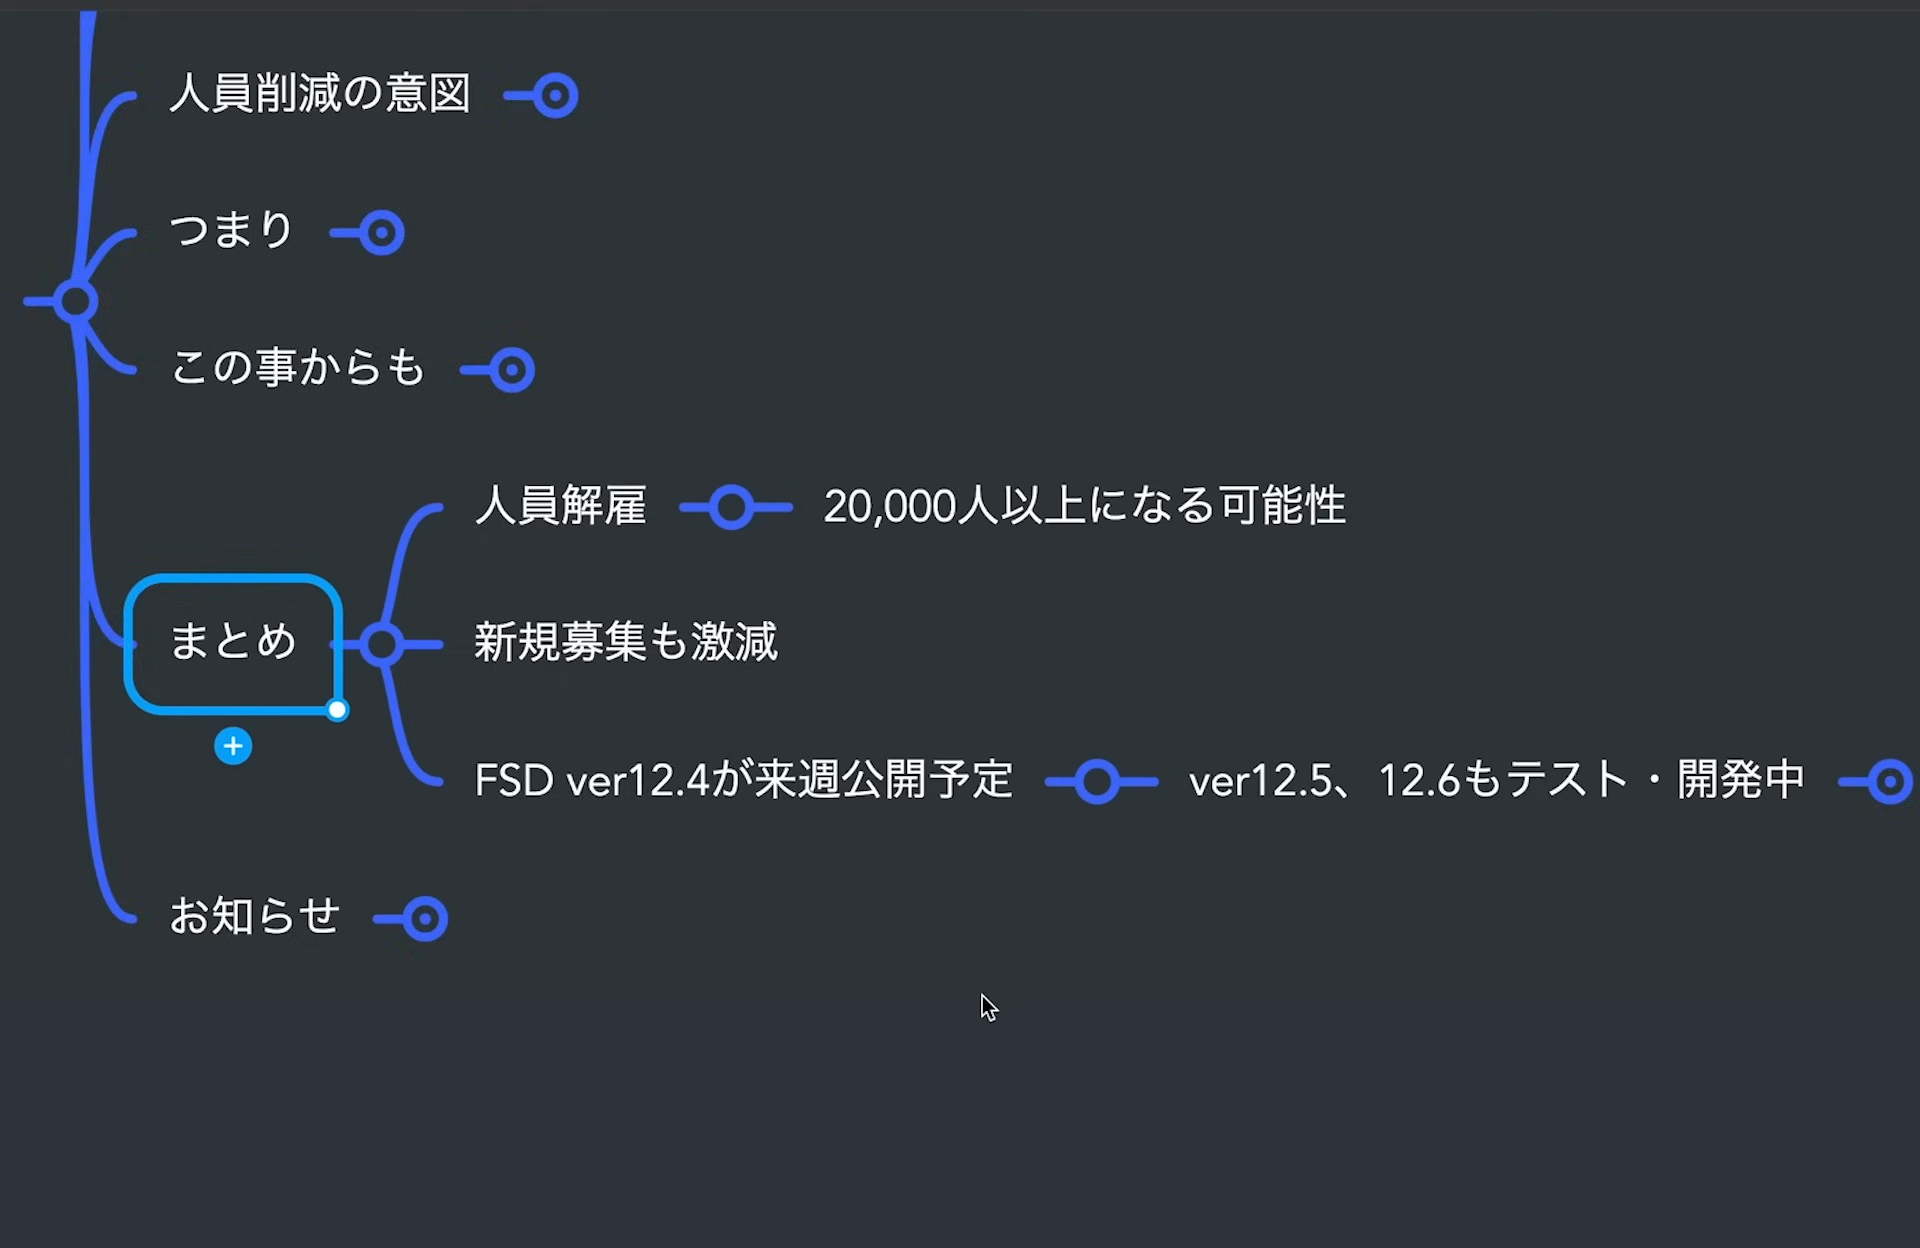 人員削減の意図
つまり
この事からも
人員解雇 20,000人以上になる可能性
まとめ 新規募集も激減
FSD ver12.4が来週公開予定 ver12.5、12.6もテスト・開発中
お知らせ